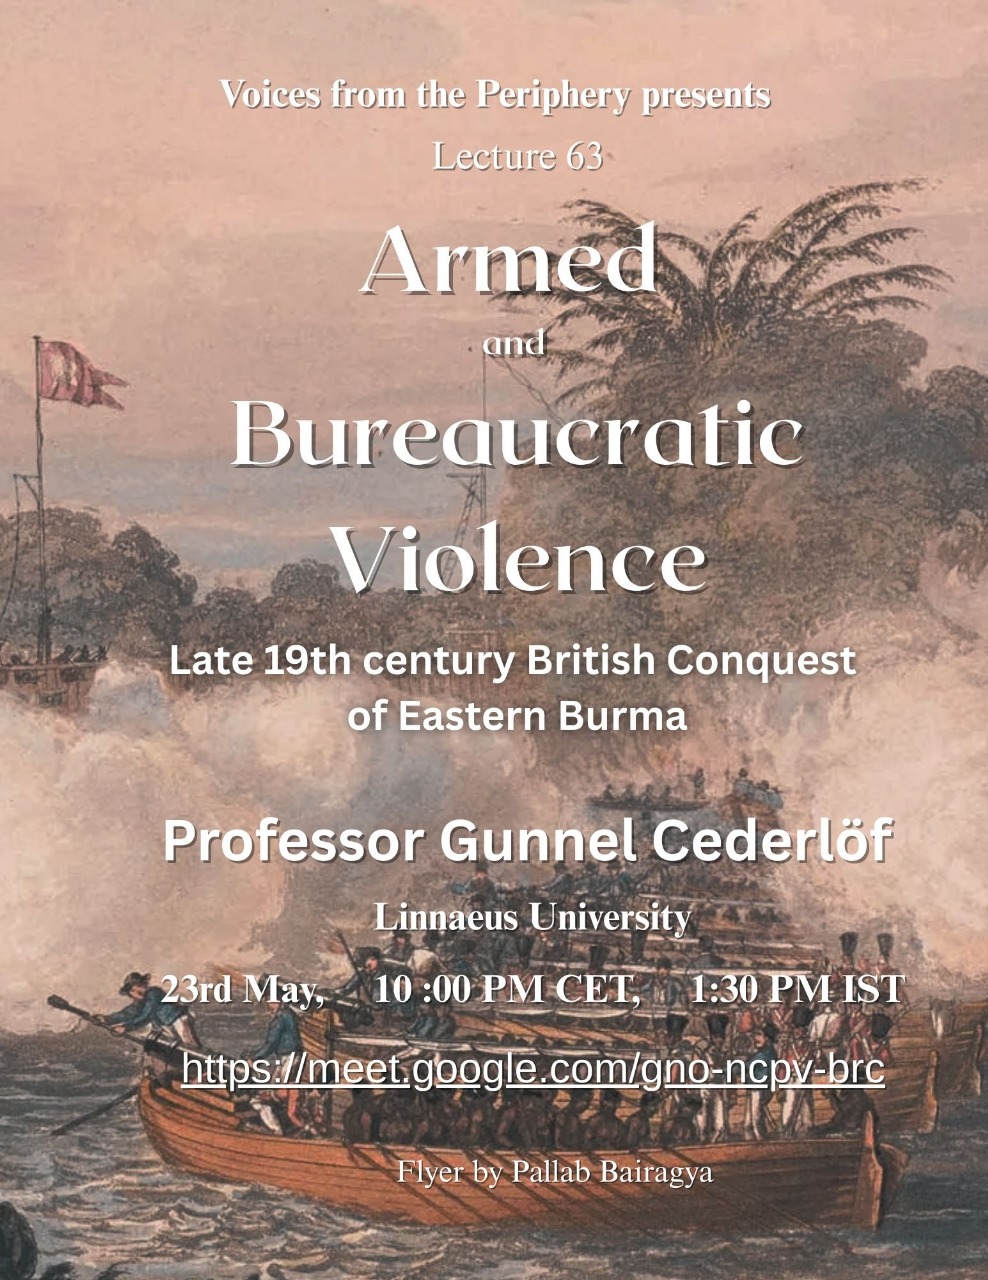 Voices from the Periphery presents
Lecture 63
Armed
and
Bureaucratic
Violence
Late 19th century British Conquest
of Eastern Burma
Professor Gunnel Cederlöf
Linnaeus University
23rd May, 10 :00 PM CET, 1:30 PM IST
https://meet.google.com/gno-ncpv-brc
Flyer by Pallab Bairagya